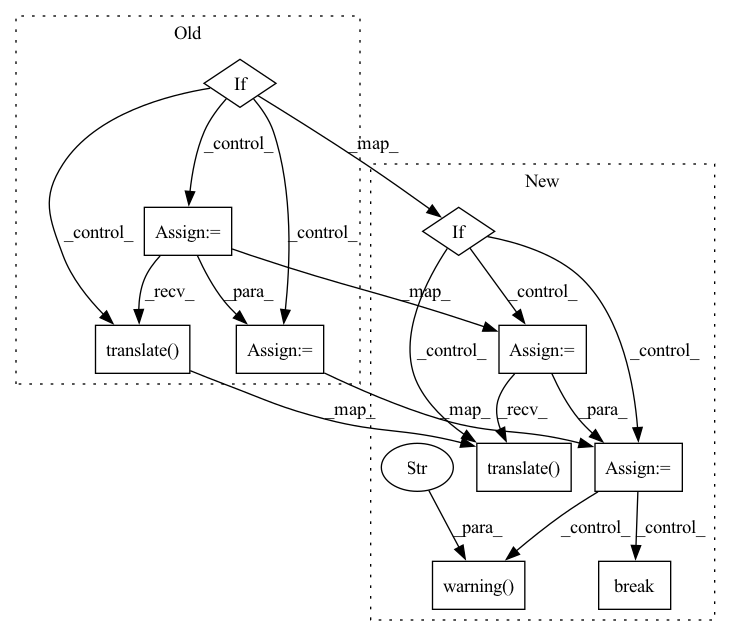 Old
If
_control_
_map_
New
Assign:=
If
_control_
_control_
_recv_
_para_
_map_
_control_
translate()
Assign:=
Assign:=
_control_
_control_
_map_
_map_
_recv_
_para_
Str
translate()
Assign:=
_para_
_control_
_control_
warning()
break